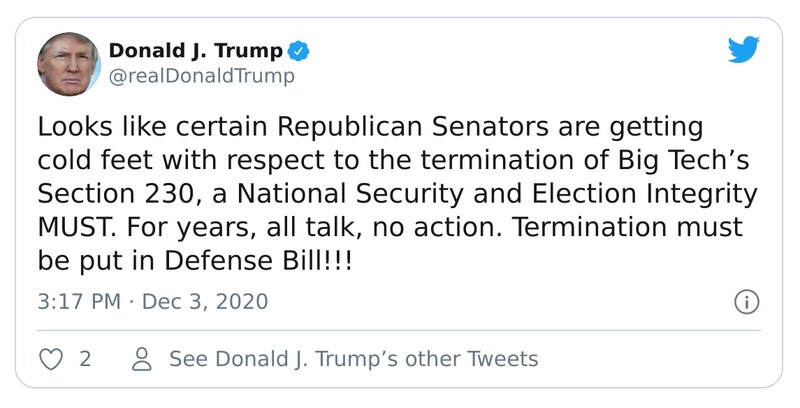 Donald J. Trump
@realDonaldTrump
Looks like certain Republican Senators are getting
cold feet with respect to the termination of Big Tech’s
Section 230, a National Security and Election Integrity
MUST. For years, all talk, no action. Termination must
be put in Defense Bill!!!
3:17 PM · Dec 3, 2020
2 See Donald J. Trump’s other Tweets